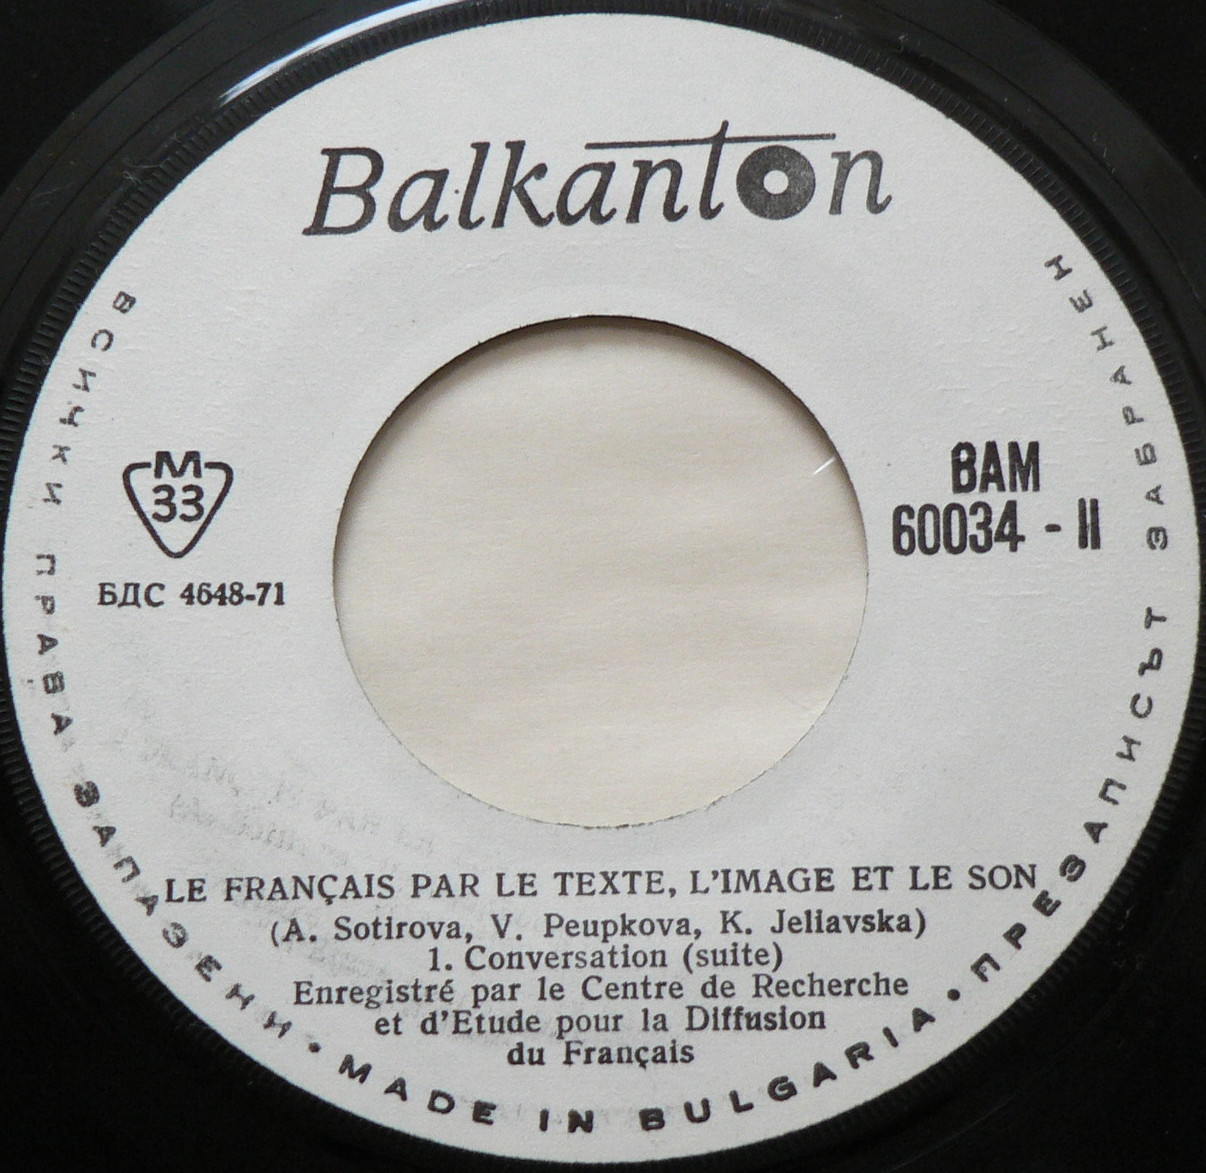 Balkanton
ВСИЧКИ ПРАВА ЗАПАЗЕНИ • MADE IN BULGARIA • ПРЕЗАПИСЪТ ЗАБРАНЕН
М
33
БДС 4648-71
ВАМ
60034 - II
LE FRANÇAIS PAR LE TEXTE, L'IMAGE ET LE SON
(A. Sotirova, V. Peupkova, K. Jeliavska)
1. Conversation (suite)
Enregistré par le Centre de Recherche
et d'Etude pour la Diffusion
du Français